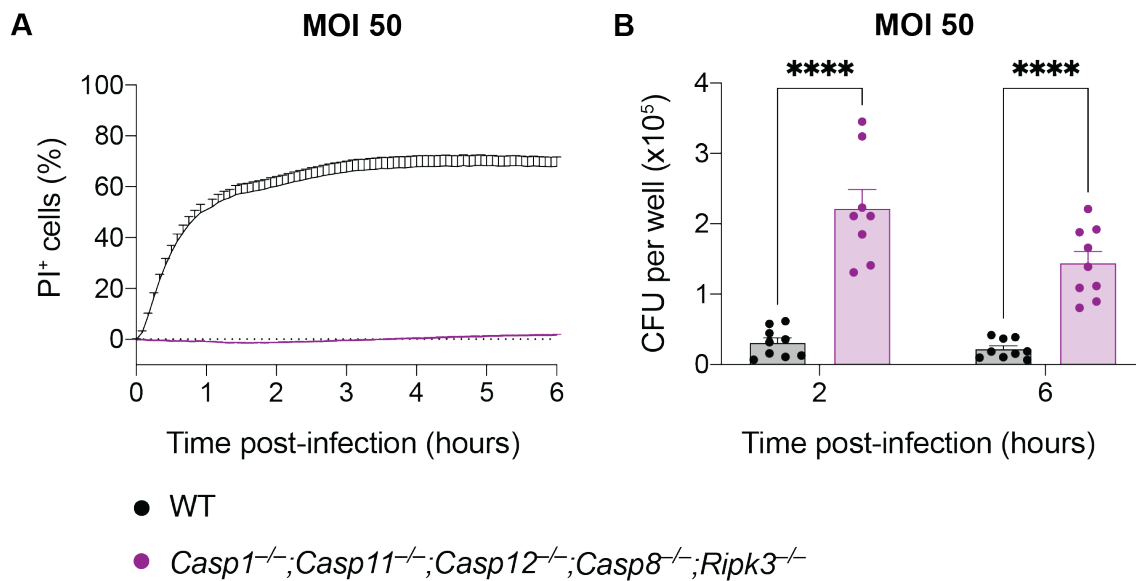 A
MOI 50
PI⁺ cells (%)
100
80
60
40
20
0
0 1 2 3 4 5 6
Time post-infection (hours)
B
MOI 50
**** ****
CFU per well (x10⁵)
4
3
2
1
0
2 6
Time post-infection (hours)
WT
Casp1⁻/⁻;Casp11⁻/⁻;Casp12⁻/⁻;Casp8⁻/⁻;Ripk3⁻/⁻